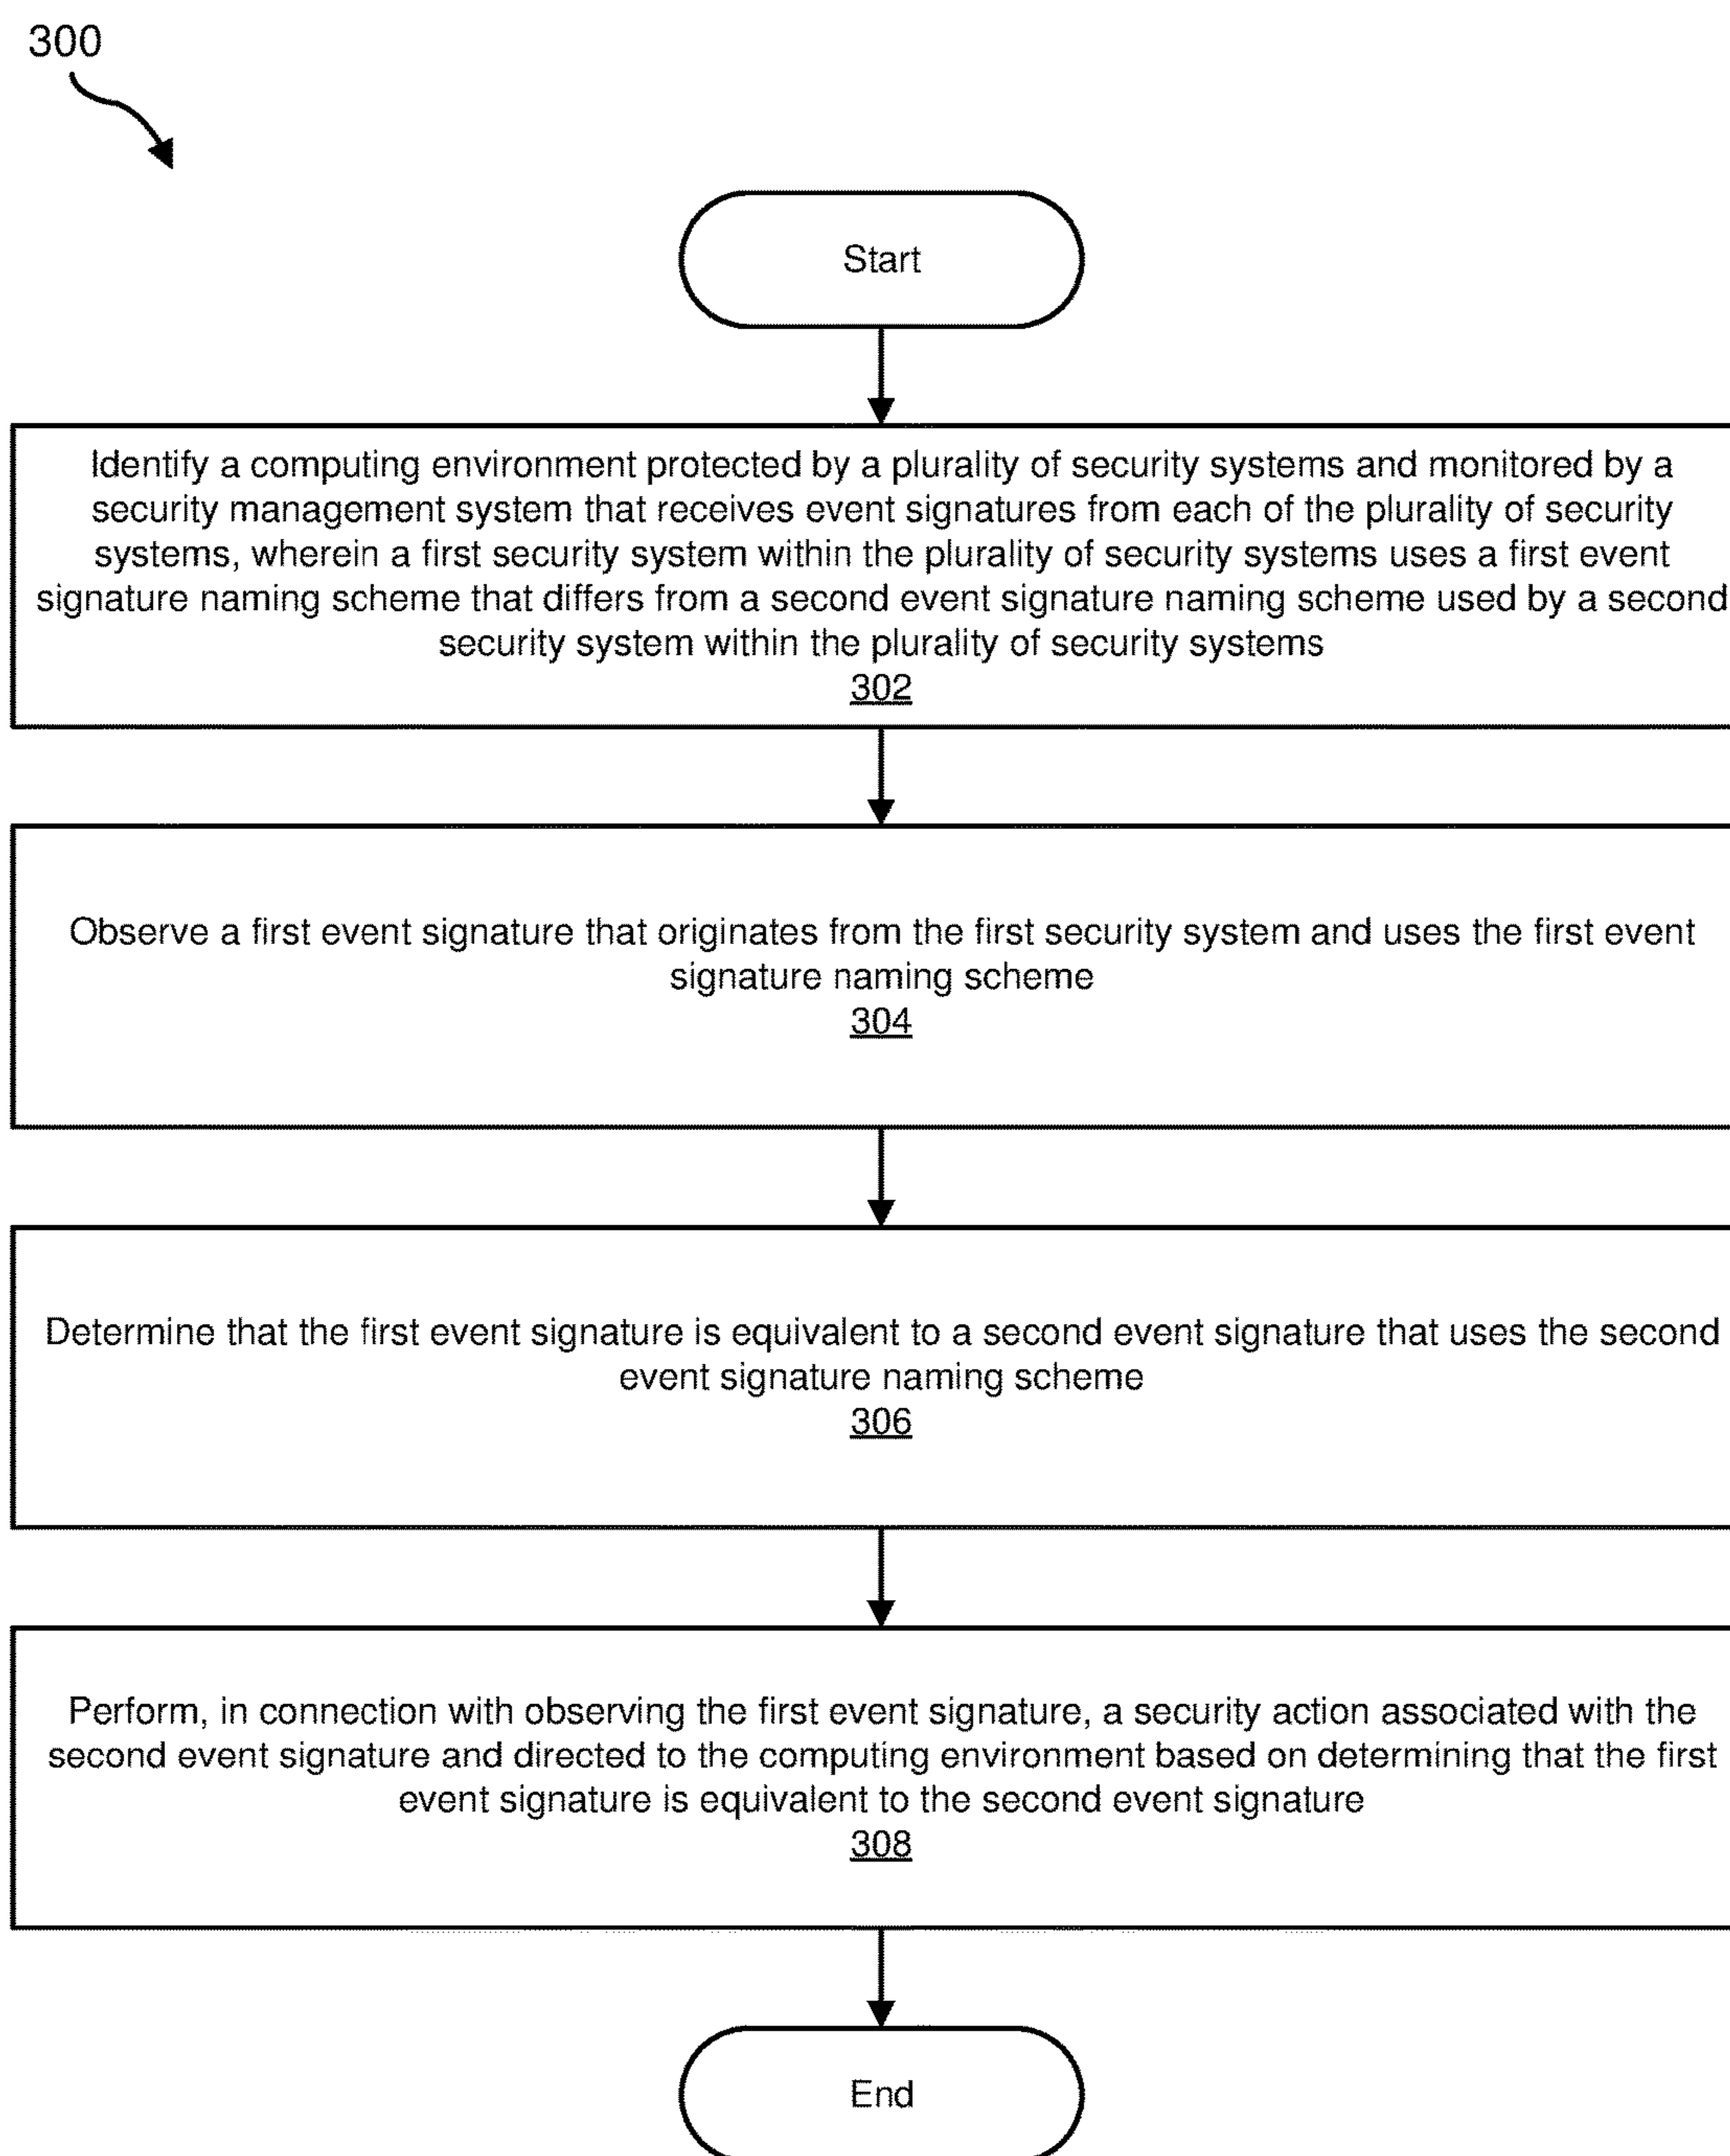 300
Start
Identify a computing environment protected by a plurality of security systems and monitored by a
security management system that receives event signatures from each of the plurality of security
systems, wherein a first security system within the plurality of security systems uses a first event
signature naming scheme that differs from a second event signature naming scheme used by a second
security system within the plurality of security systems
302
Observe a first event signature that originates from the first security system and uses the first event
signature naming scheme
304
Determine that the first event signature is equivalent to a second event signature that uses the second
event signature naming scheme
306
Perform, in connection with observing the first event signature, a security action associated with the
second event signature and directed to the computing environment based on determining that the first
event signature is equivalent to the second event signature
308
End